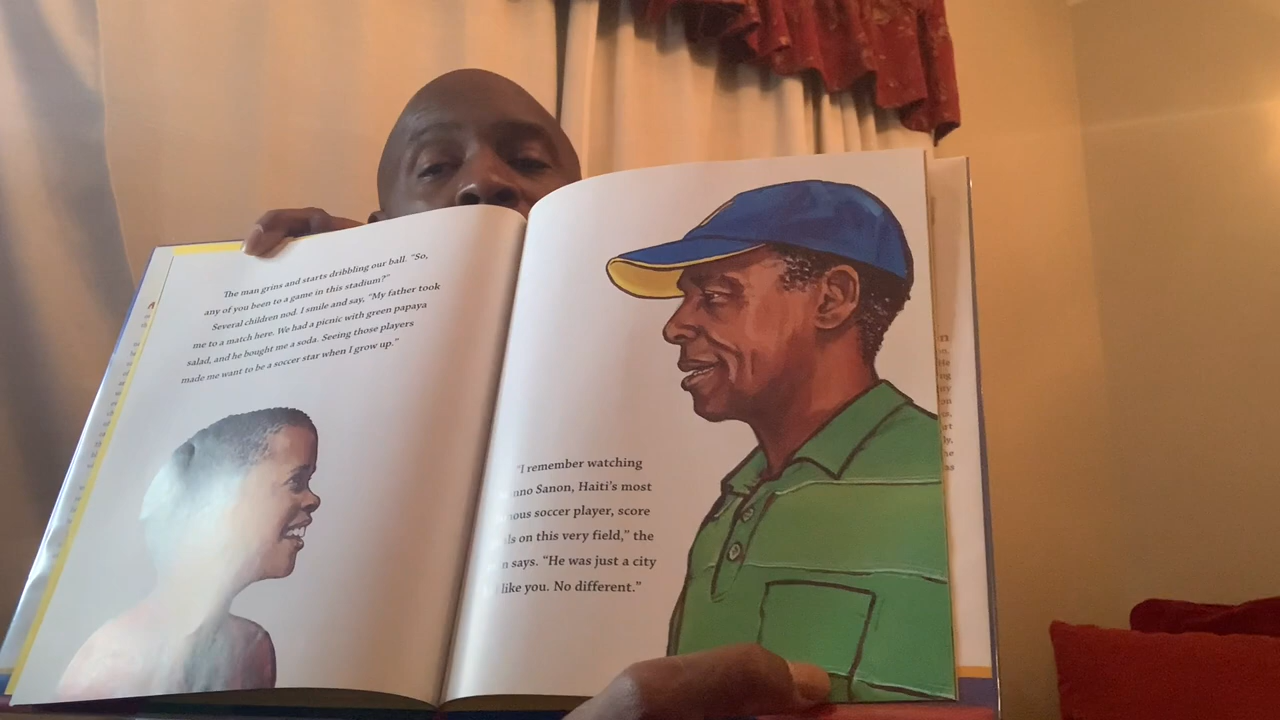 The man grins and starts dribbling our ball. “So,
any of you been to a game in this stadium?”
Several children nod. I smile and say, “My father took
me to a match here. We had a picnic with green papaya
salad, and he bought me a soda. Seeing those players
made me want to be a soccer star when I grow up.”
“I remember watching
Sanon, Haiti’s most
soccer player, score
on this very field,” the
says. “He was just a city
like you. No different.”